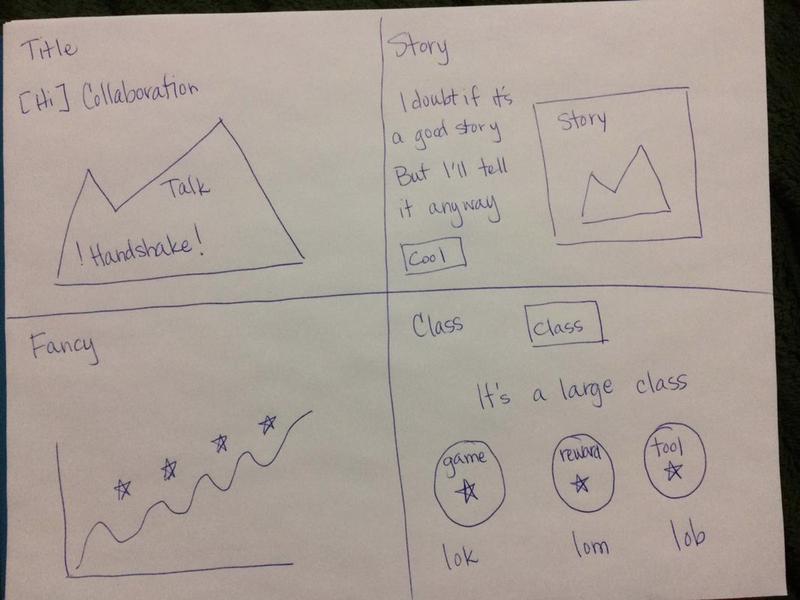 Title
[Hi] Collaboration
Talk
! Handshake!
Story
I doubt if it's
a good story
But I'll tell
it anyway
Cool
Story
Fancy
Class
class
It's a large class
game
reward
tool
lok
lom
lob